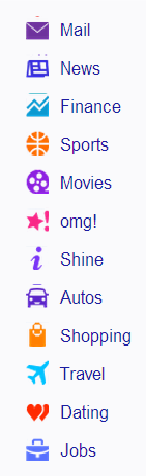 Mail
News
Finance
Sports
Movies
omg!
Shine
Autos
Shopping
Travel
Dating
Jobs